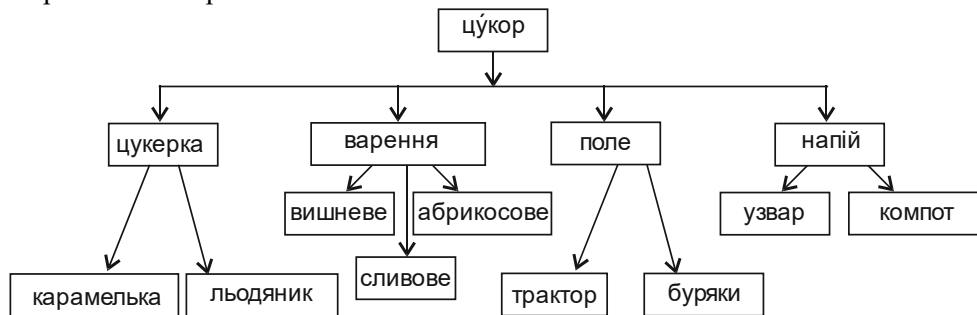 цу́кор
цукерка варення поле напій
вишневе абрикосове узвар компот
сливове
карамелька льодяник трактор буряки